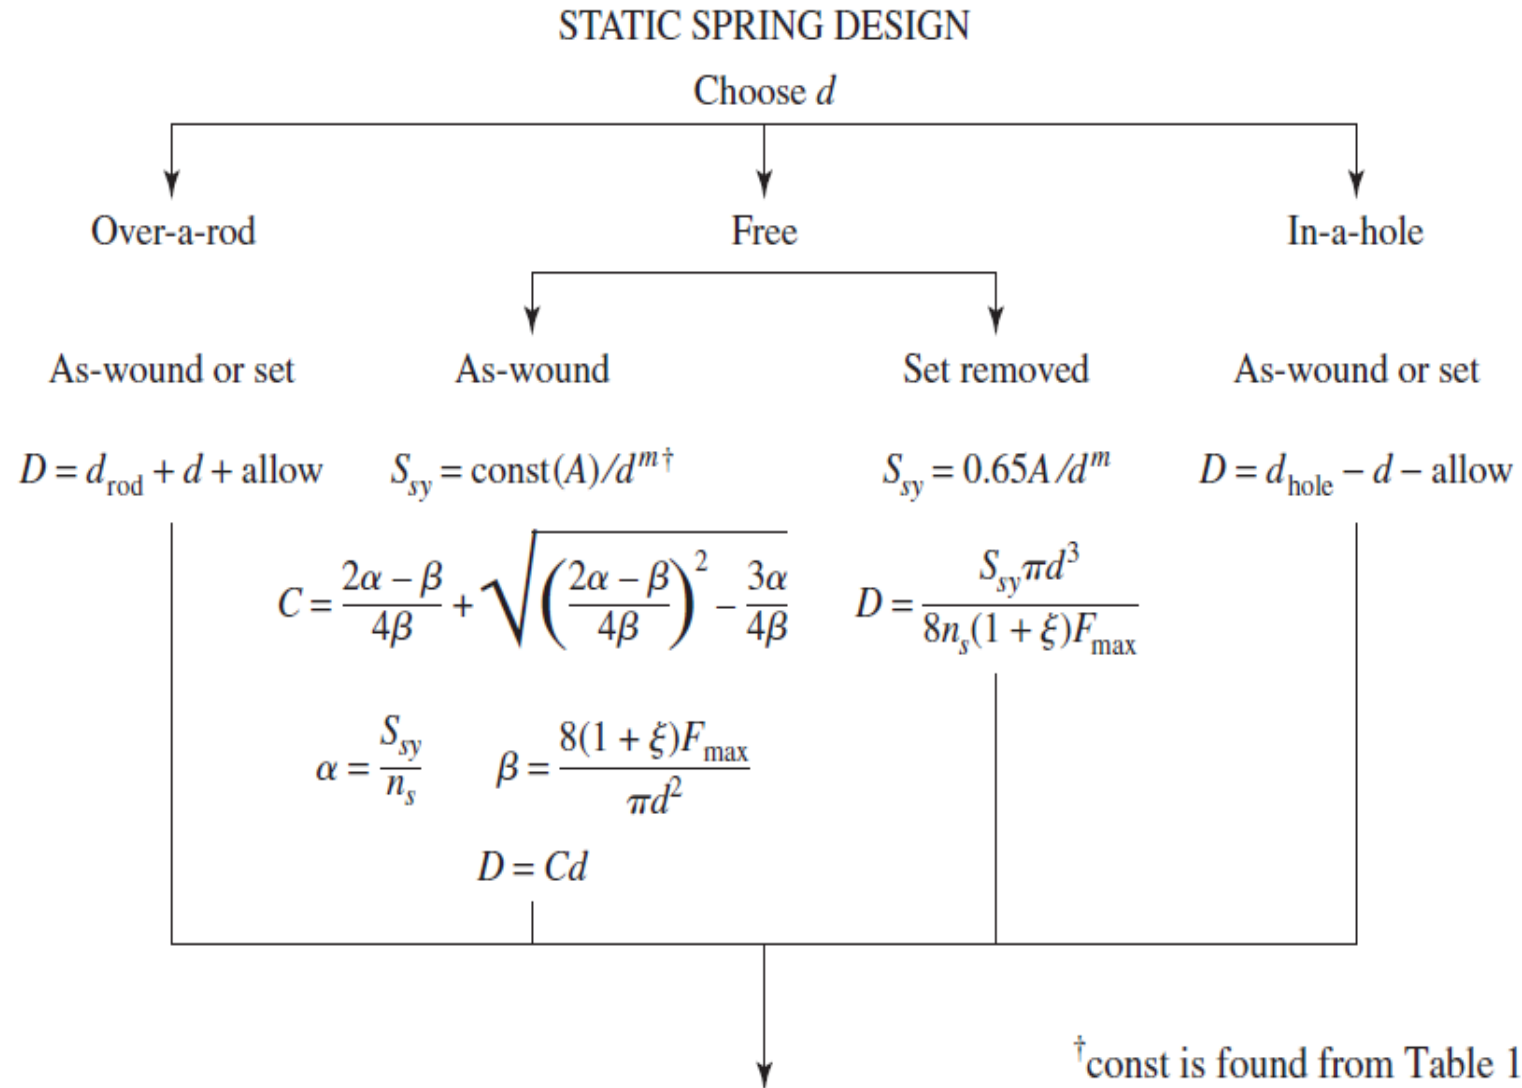 STATIC SPRING DESIGN
Choose d
Over-a-rod Free In-a-hole
As-wound or set As-wound Set removed As-wound or set
D = d_rod + d + allow S_sy = const(A)/d^m† S_sy = 0.65A/d^m D = d_hole − d − allow
C = (2α − β)/(4β) + √(((2α − β)/(4β))² − (3α)/(4β)) D = (S_sy πd³)/(8n_s(1 + ξ)F_max)
α = S_sy/n_s β = (8(1 + ξ)F_max)/(πd²)
D = Cd
†const is found from Table 1